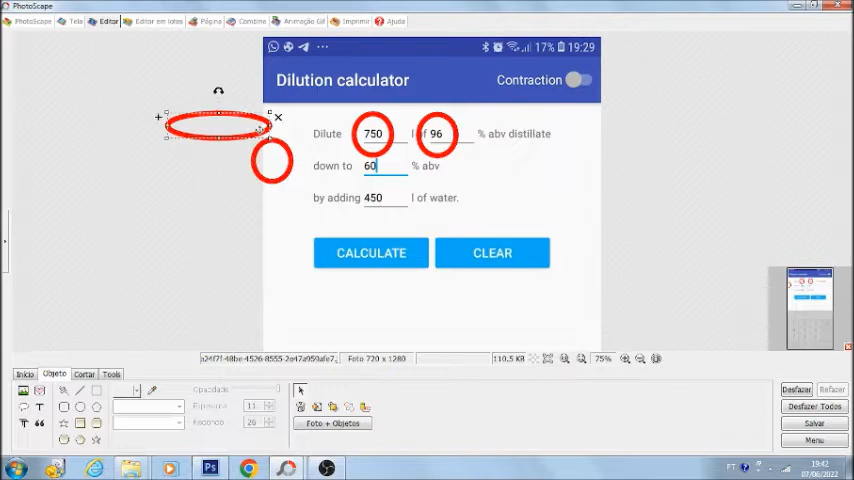 PhotoScape
PhotoScape Tela Editor Editor em lotes Página Combine Animação Gif Imprimir Ajuda
17% 19:29
Dilution calculator Contraction
Dilute 750 l of 96 % abv distillate
down to 60 % abv
by adding 450 l of water.
CALCULATE CLEAR
Foto 720 x 1280 110.5 KB 75%
Início Objeto Cortar Tools
Opacidade
Espessura 11
Redondo 26
Foto + Objetos
Desfazer Refazer
Desfazer Todos
Salvar
Menu
PT 19:42
07/06/2022